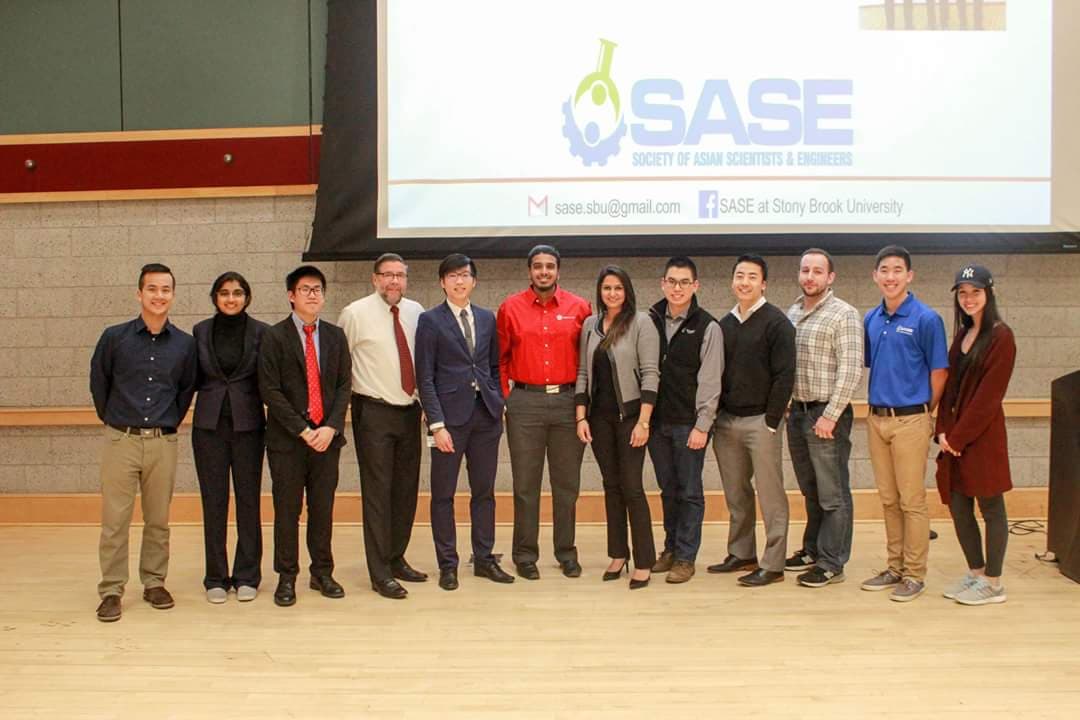 SASE
SOCIETY OF ASIAN SCIENTISTS & ENGINEERS
sase.sbu@gmail.com SASE at Stony Brook University